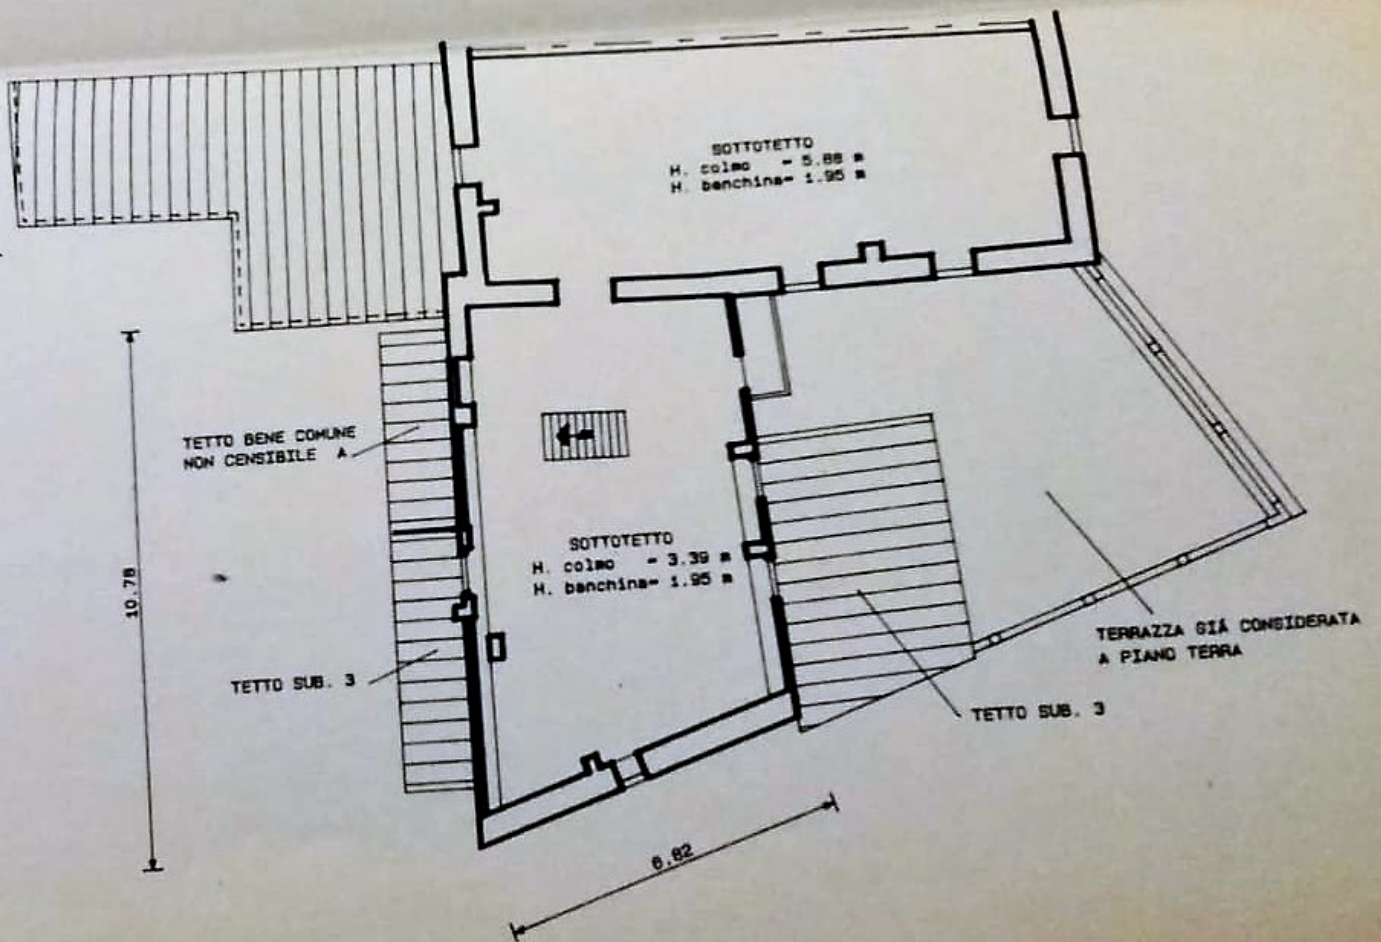 SOTTOTETTO
H. colmo = 5.88 m
H. banchina= 1.95 m
TETTO BENE COMUNE
NON CENSIBILE A
SOTTOTETTO
H. colmo = 3.39 m
H. banchina= 1.95 m
10.78
TETTO SUB. 3
TERRAZZA GIÁ CONSIDERATA
A PIANO TERRA
TETTO SUB. 3
6.82